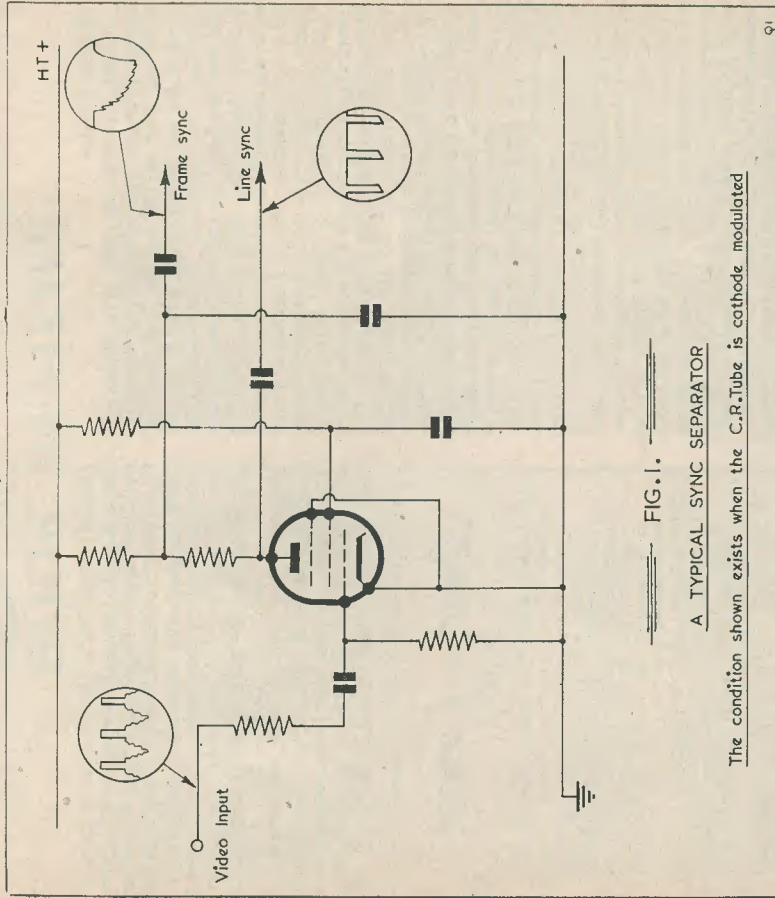 HT+
Frame sync
Line sync
Video Input
FIG.1.
A TYPICAL SYNC SEPARATOR
The condition shown exists when the C.R.Tube is cathode modulated
Q1